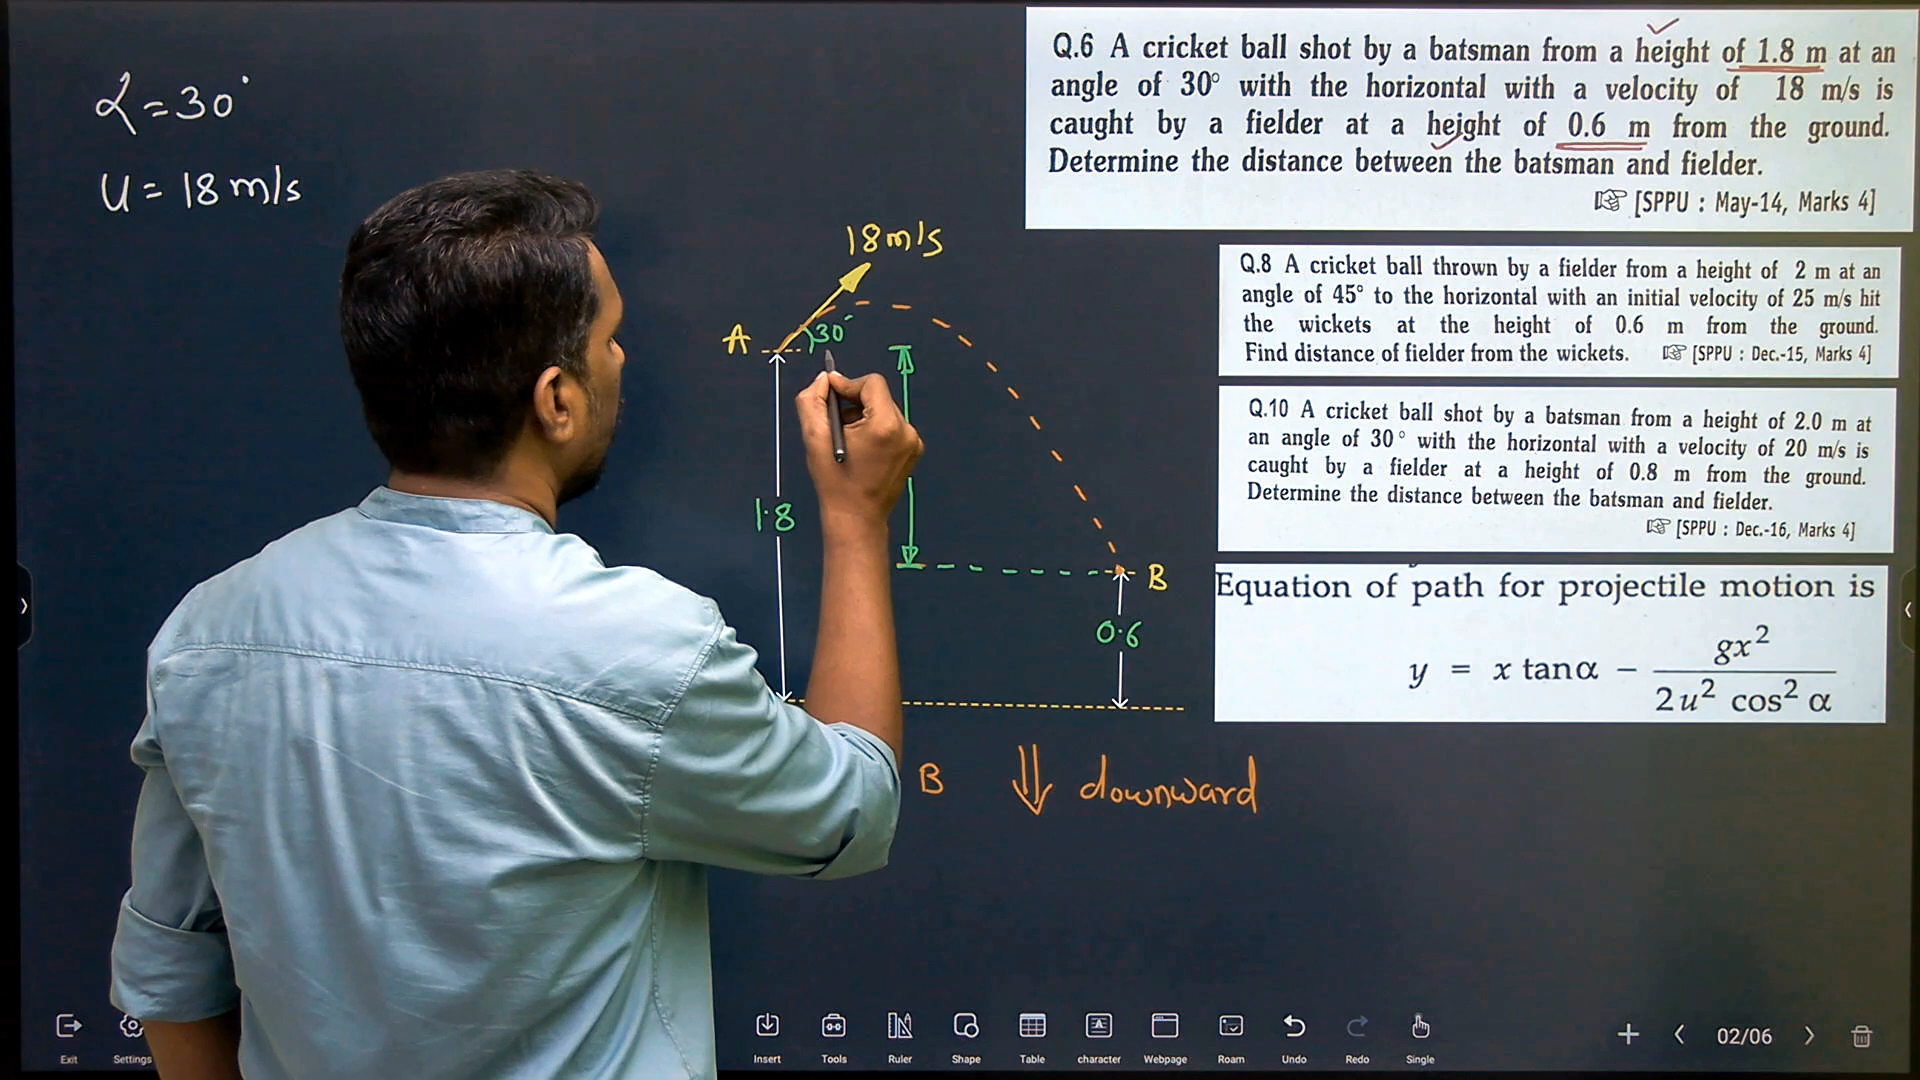 α = 30°
u = 18 m/s
18 m/s
A
30°
1.8
B
0.6
B ⇓ downward
Q.6 A cricket ball shot by a batsman from a height of 1.8 m at an
angle of 30° with the horizontal with a velocity of 18 m/s is
caught by a fielder at a height of 0.6 m from the ground.
Determine the distance between the batsman and fielder.
☞ [SPPU : May-14, Marks 4]
Q.8 A cricket ball thrown by a fielder from a height of 2 m at an
angle of 45° to the horizontal with an initial velocity of 25 m/s hit
the wickets at the height of 0.6 m from the ground.
Find distance of fielder from the wickets. ☞ [SPPU : Dec.-15, Marks 4]
Q.10 A cricket ball shot by a batsman from a height of 2.0 m at
an angle of 30° with the horizontal with a velocity of 20 m/s is
caught by a fielder at a height of 0.8 m from the ground.
Determine the distance between the batsman and fielder.
☞ [SPPU : Dec.-16, Marks 4]
Equation of path for projectile motion is
y = x tanα − gx² / 2u² cos² α
Exit Settings Insert Tools Ruler Shape Table character Webpage Roam Undo Redo Single
+ < 02/06 >